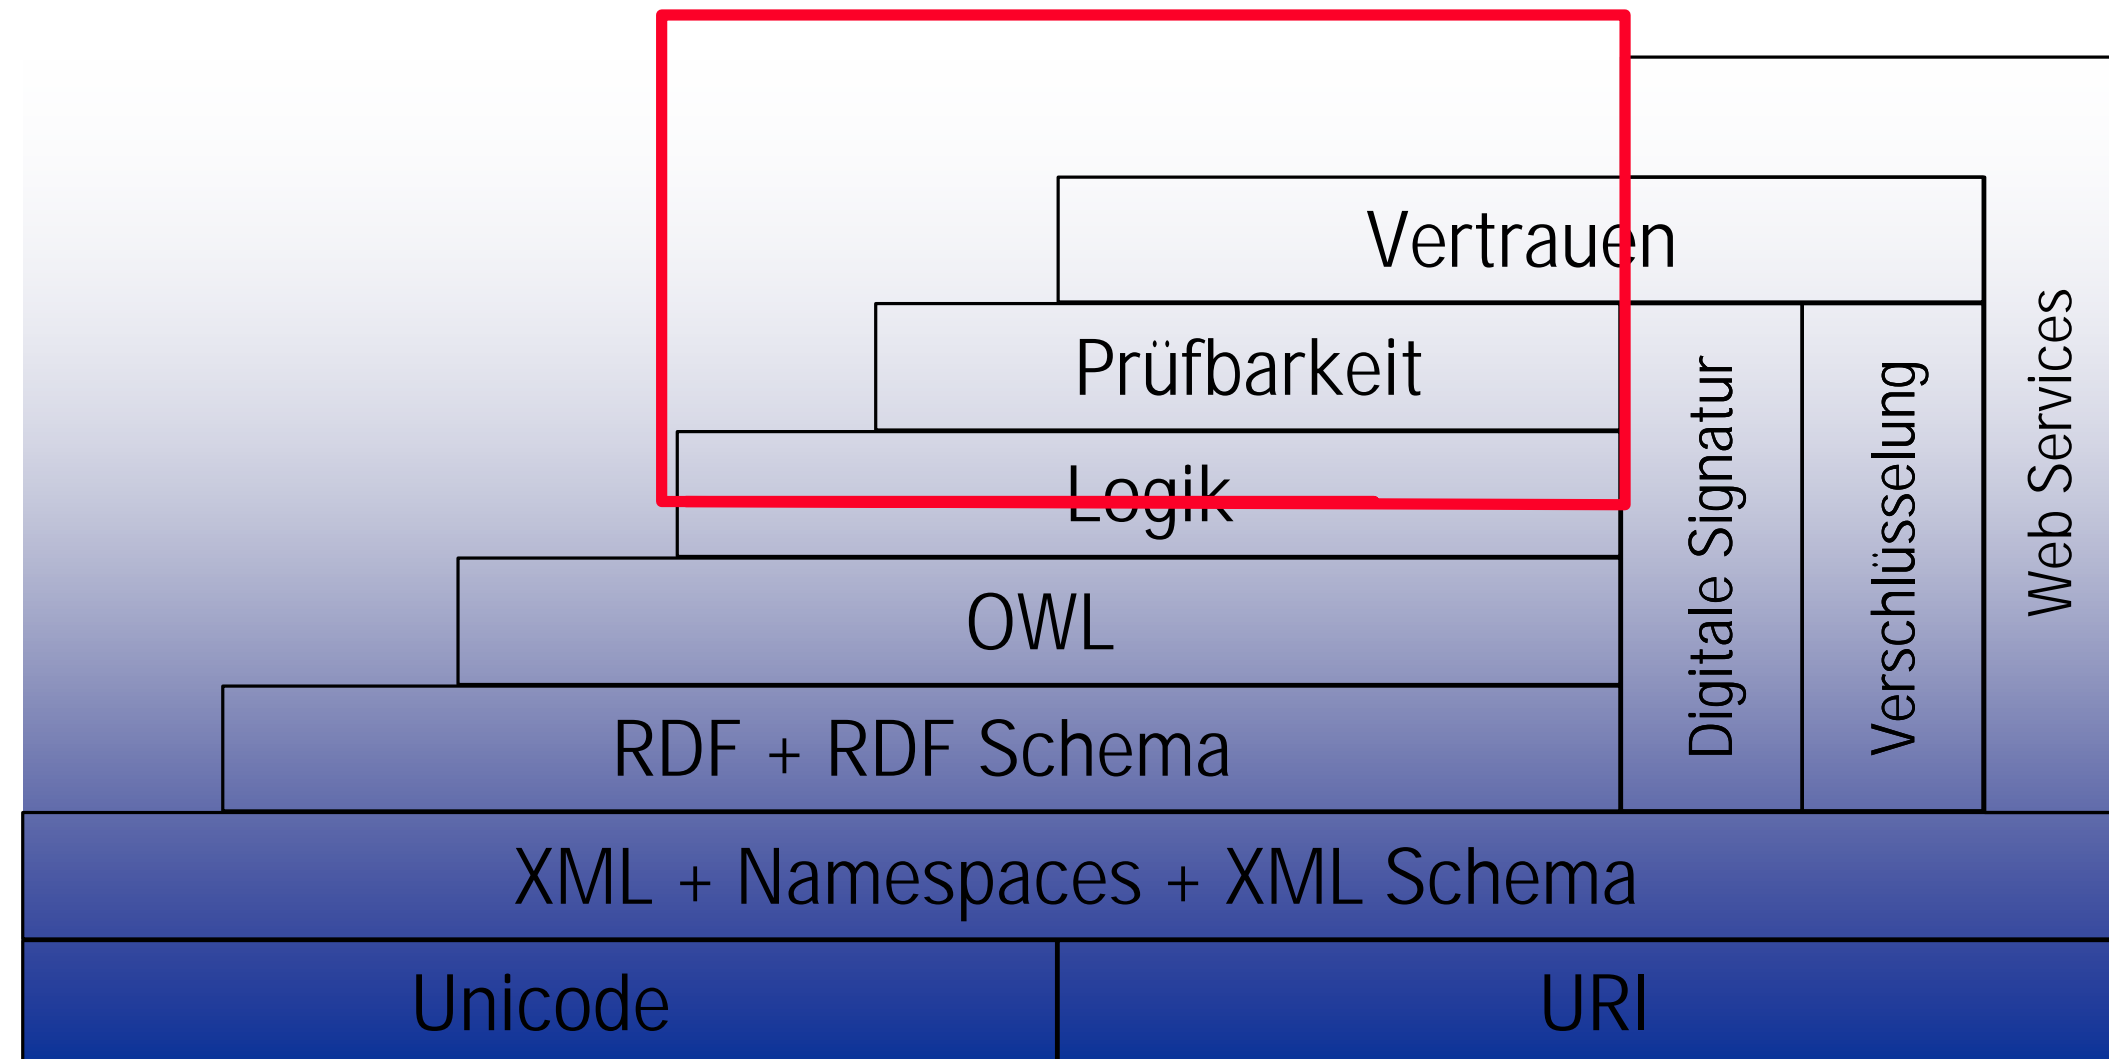 Vertrauen
Prüfbarkeit
Logik
OWL
RDF + RDF Schema
Digitale Signatur
Verschlüsselung
Web Services
XML + Namespaces + XML Schema
Unicode
URI